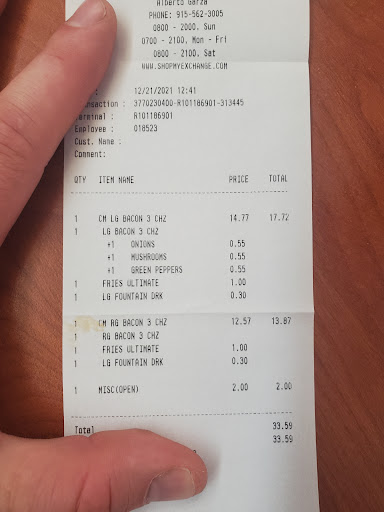 Alberto Garza
PHONE: 915-562-3005
0800 - 2000, Sun
0700 - 2100, Mon - Fri
0800 - 2100, Sat
WWW.SHOPMYEXCHANGE.COM
: 12/21/2021 12:41
ansaction : 3770230400-R101186901-313445
erminal : R101186901
Employee : 018523
Cust. Name :
Comment:
QTY ITEM NAME PRICE TOTAL
1 CM LG BACON 3 CHZ 14.77 17.72
1 LG BACON 3 CHZ
+1 ONIONS 0.55
+1 MUSHROOMS 0.55
+1 GREEN PEPPERS 0.55
1 FRIES ULTIMATE 1.00
1 LG FOUNTAIN DRK 0.30
1 CM RG BACON 3 CHZ 12.57 13.87
1 RG BACON 3 CHZ
1 FRIES ULTIMATE 1.00
1 LG FOUNTAIN DRK 0.30
1 MISC(OPEN) 2.00 2.00
Total 33.59
33.59